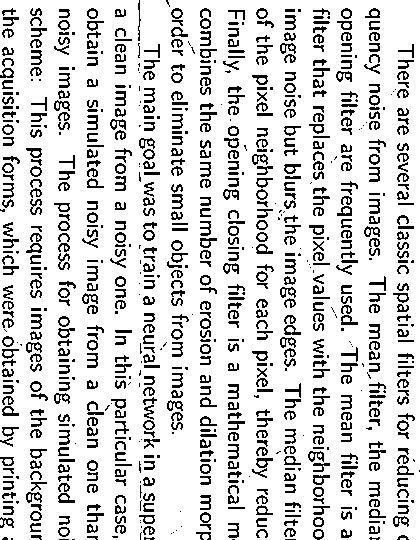 There are several classic spatial filters for reducing
quency noise from images. The mean filter, the media
opening filter are frequently used. The mean filter is a
filter that replaces the pixel values with the neighborhoo
image noise but blurs the image edges. The median filte
of the pixel neighborhood for each pixel, thereby reduc
Finally, the opening closing filter is a mathematical m
combines the same number of erosion and dilation morp
order to eliminate small objects from images.
The main goal was to train a neural network in a supe
a clean image from a noisy one. In this particular case,
obtain a simulated noisy image from a clean one than
noisy images. The process for obtaining simulated noi
scheme: This process requires images of the backgroun
the acquisition forms, which were obtained by printing